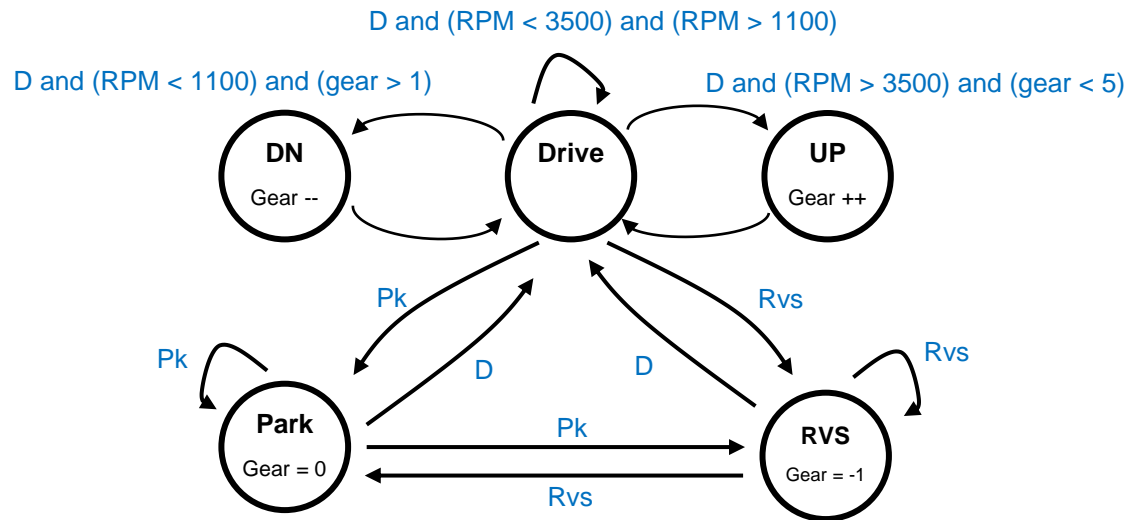 D and (RPM < 3500) and (RPM > 1100)
D and (RPM < 1100) and (gear > 1)
D and (RPM > 3500) and (gear < 5)
DN
Gear --
Drive
UP
Gear ++
Pk
Rvs
Pk
D
D
Rvs
Park
Gear = 0
Pk
Rvs
RVS
Gear = -1